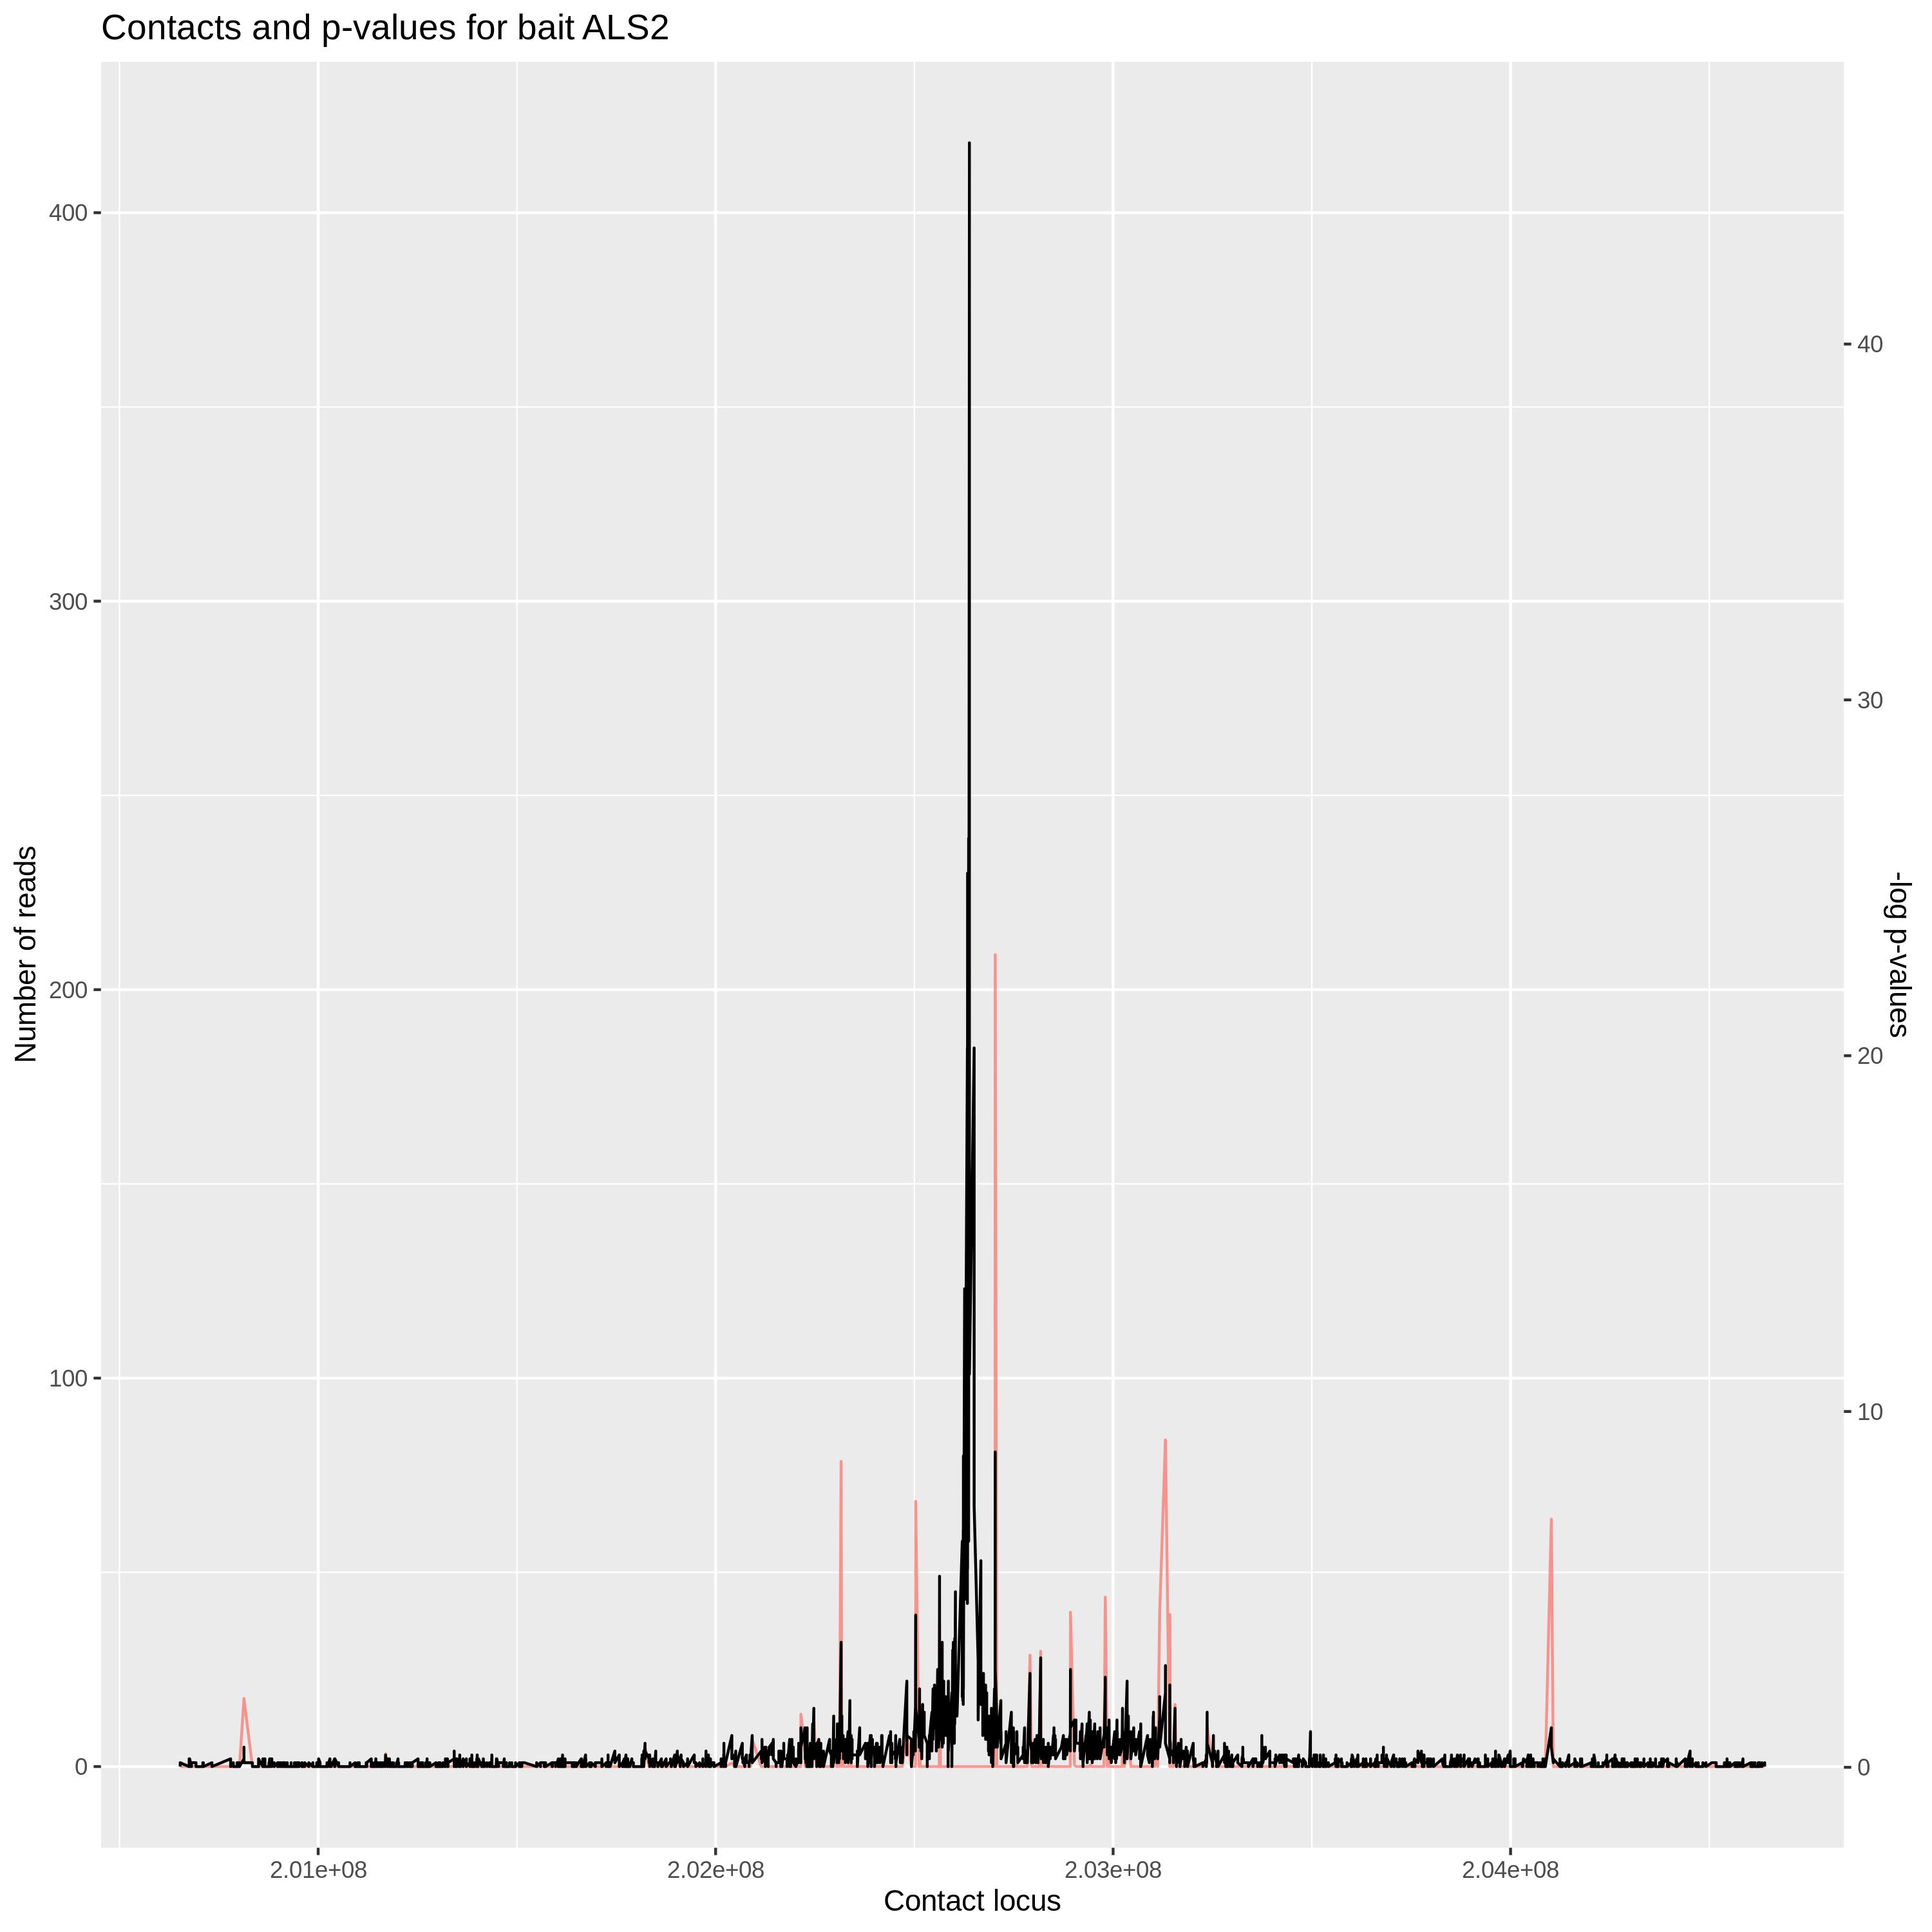 Contacts and p-values for bait ALS2
400
300
200
100
0
Number of reads
40
30
20
10
0
-log p-values
2.01e+08
2.02e+08
2.03e+08
2.04e+08
Contact locus